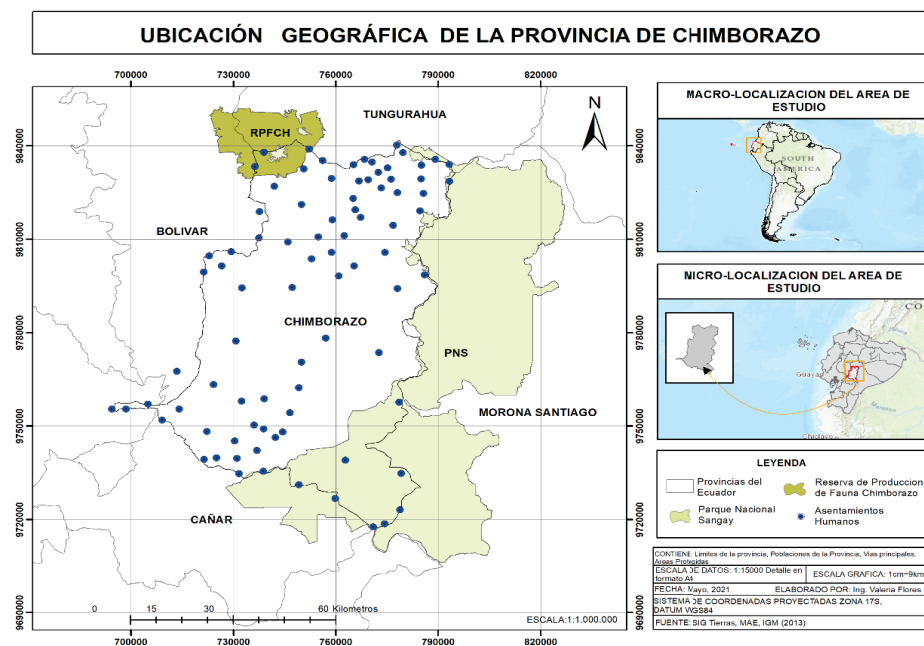 UBICACIÓN GEOGRÁFICA DE LA PROVINCIA DE CHIMBORAZO
700000 730000 760000 790000 820000
9840000
9810000
9780000
9750000
9720000
9690000
TUNGURAHUA
N
RPFCH
BOLIVAR
CHIMBORAZO
PNS
MORONA SANTIAGO
CAÑAR
0 15 30 60 Kilometros
ESCALA:1:1.000.000
700000 730000 760000 790000 820000
9840000
9810000
9780000
9750000
9720000
9690000
MACRO-LOCALIZACION DEL AREA DE
ESTUDIO
SOUTH
AMERICA
MICRO-LOCALIZACION DEL AREA DE
ESTUDIO
CO
Guayaq
Marañón
Chiclayo
LEYENDA
Provincias del
Ecuador
Reserva de Produccion
de Fauna Chimborazo
Parque Nacional
Sangay
Asentamientos
Humanos
CONTIENE: Limites de la provincia, Poblaciones de la Provincia, Vias principales,
Areas Protegidas
ESCALA DE DATOS: 1:15000 Detalle en
formato A4
ESCALA GRAFICA: 1cm=9km
FECHA: Mayo, 2021
ELABORADO POR: Ing. Valeria Flores
SISTEMA DE COORDENADAS PROYECTADAS ZONA 17S,
DATUM WGS84
FUENTE: SIG Tierras, MAE, IGM (2013)